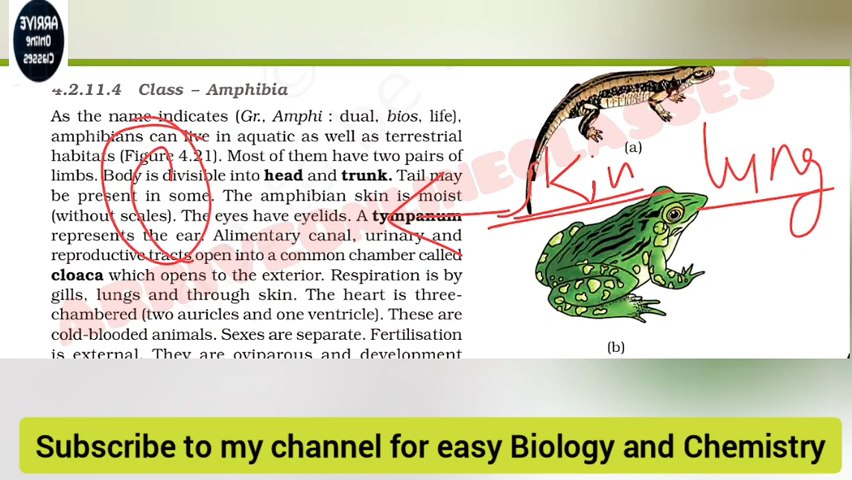 ARRIVE
Online
Classes
4.2.11.4 Class – Amphibia
As the name indicates (Gr., Amphi : dual, bios, life),
amphibians can live in aquatic as well as terrestrial
habitats (Figure 4.21). Most of them have two pairs of
limbs. Body is divisible into head and trunk. Tail may
be present in some. The amphibian skin is moist
(without scales). The eyes have eyelids. A tympanum
represents the ear. Alimentary canal, urinary and
reproductive tracts open into a common chamber called
cloaca which opens to the exterior. Respiration is by
gills, lungs and through skin. The heart is three-
chambered (two auricles and one ventricle). These are
cold-blooded animals. Sexes are separate. Fertilisation
is external. They are oviparous and development
(a)
skin lung
(b)
ARRIVE ONLINE CLASSES
Subscribe to my channel for easy Biology and Chemistry